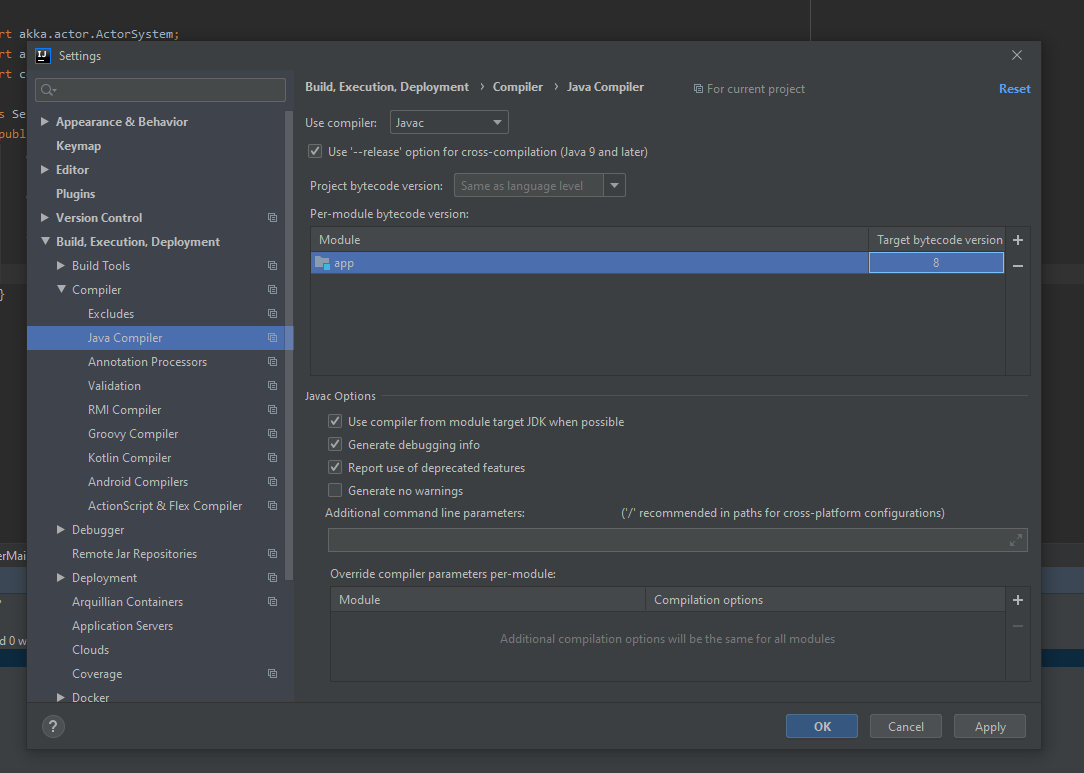 rt akka.actor.ActorSystem;
rt a
rt c
s Se
publ
}
erMai
d 0 w
IJ
Settings
Appearance & Behavior
Keymap
Editor
Plugins
Version Control
Build, Execution, Deployment
Build Tools
Compiler
Excludes
Java Compiler
Annotation Processors
Validation
RMI Compiler
Groovy Compiler
Kotlin Compiler
Android Compilers
ActionScript & Flex Compiler
Debugger
Remote Jar Repositories
Deployment
Arquillian Containers
Application Servers
Clouds
Coverage
Docker
Build, Execution, Deployment › Compiler › Java Compiler
For current project
Reset
Use compiler: Javac
Use '--release' option for cross-compilation (Java 9 and later)
Project bytecode version: Same as language level
Per-module bytecode version:
Module Target bytecode version
app 8
Javac Options
Use compiler from module target JDK when possible
Generate debugging info
Report use of deprecated features
Generate no warnings
Additional command line parameters: ('/' recommended in paths for cross-platform configurations)
Override compiler parameters per-module:
Module Compilation options
Additional compilation options will be the same for all modules
?
OK
Cancel
Apply